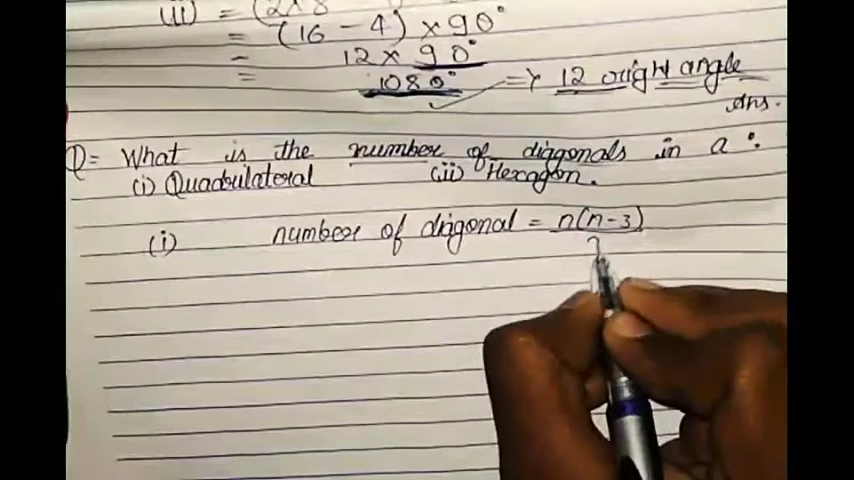 (ii) = (2×8
= (16 - 4) × 90°
- 12 × 90°
= 1080° => 12 right angle
Ans.
Q= What is the number of diagonals in a :
(i) Quadulateral (ii) Hexagon.
(i) number of diagonal = n(n-3)
2